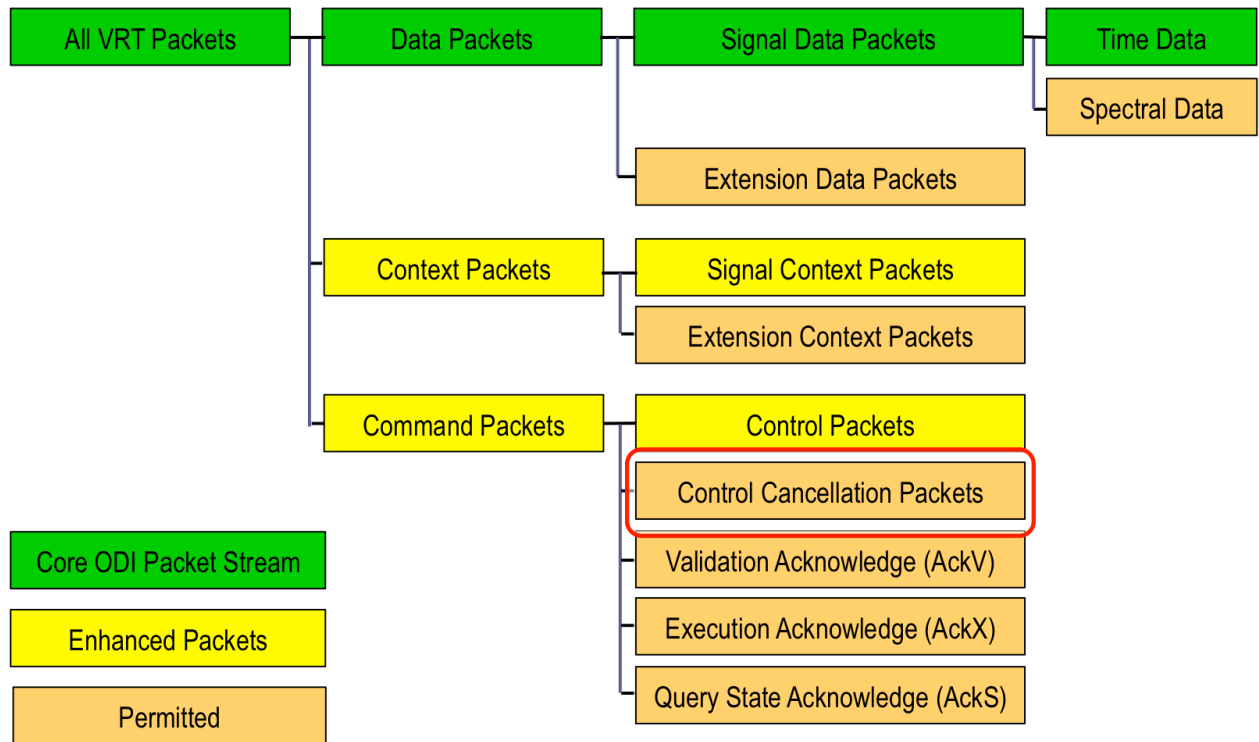 All VRT Packets
Data Packets
Signal Data Packets
Time Data
Spectral Data
Extension Data Packets
Context Packets
Signal Context Packets
Extension Context Packets
Command Packets
Control Packets
Control Cancellation Packets
Validation Acknowledge (AckV)
Execution Acknowledge (AckX)
Query State Acknowledge (AckS)
Core ODI Packet Stream
Enhanced Packets
Permitted